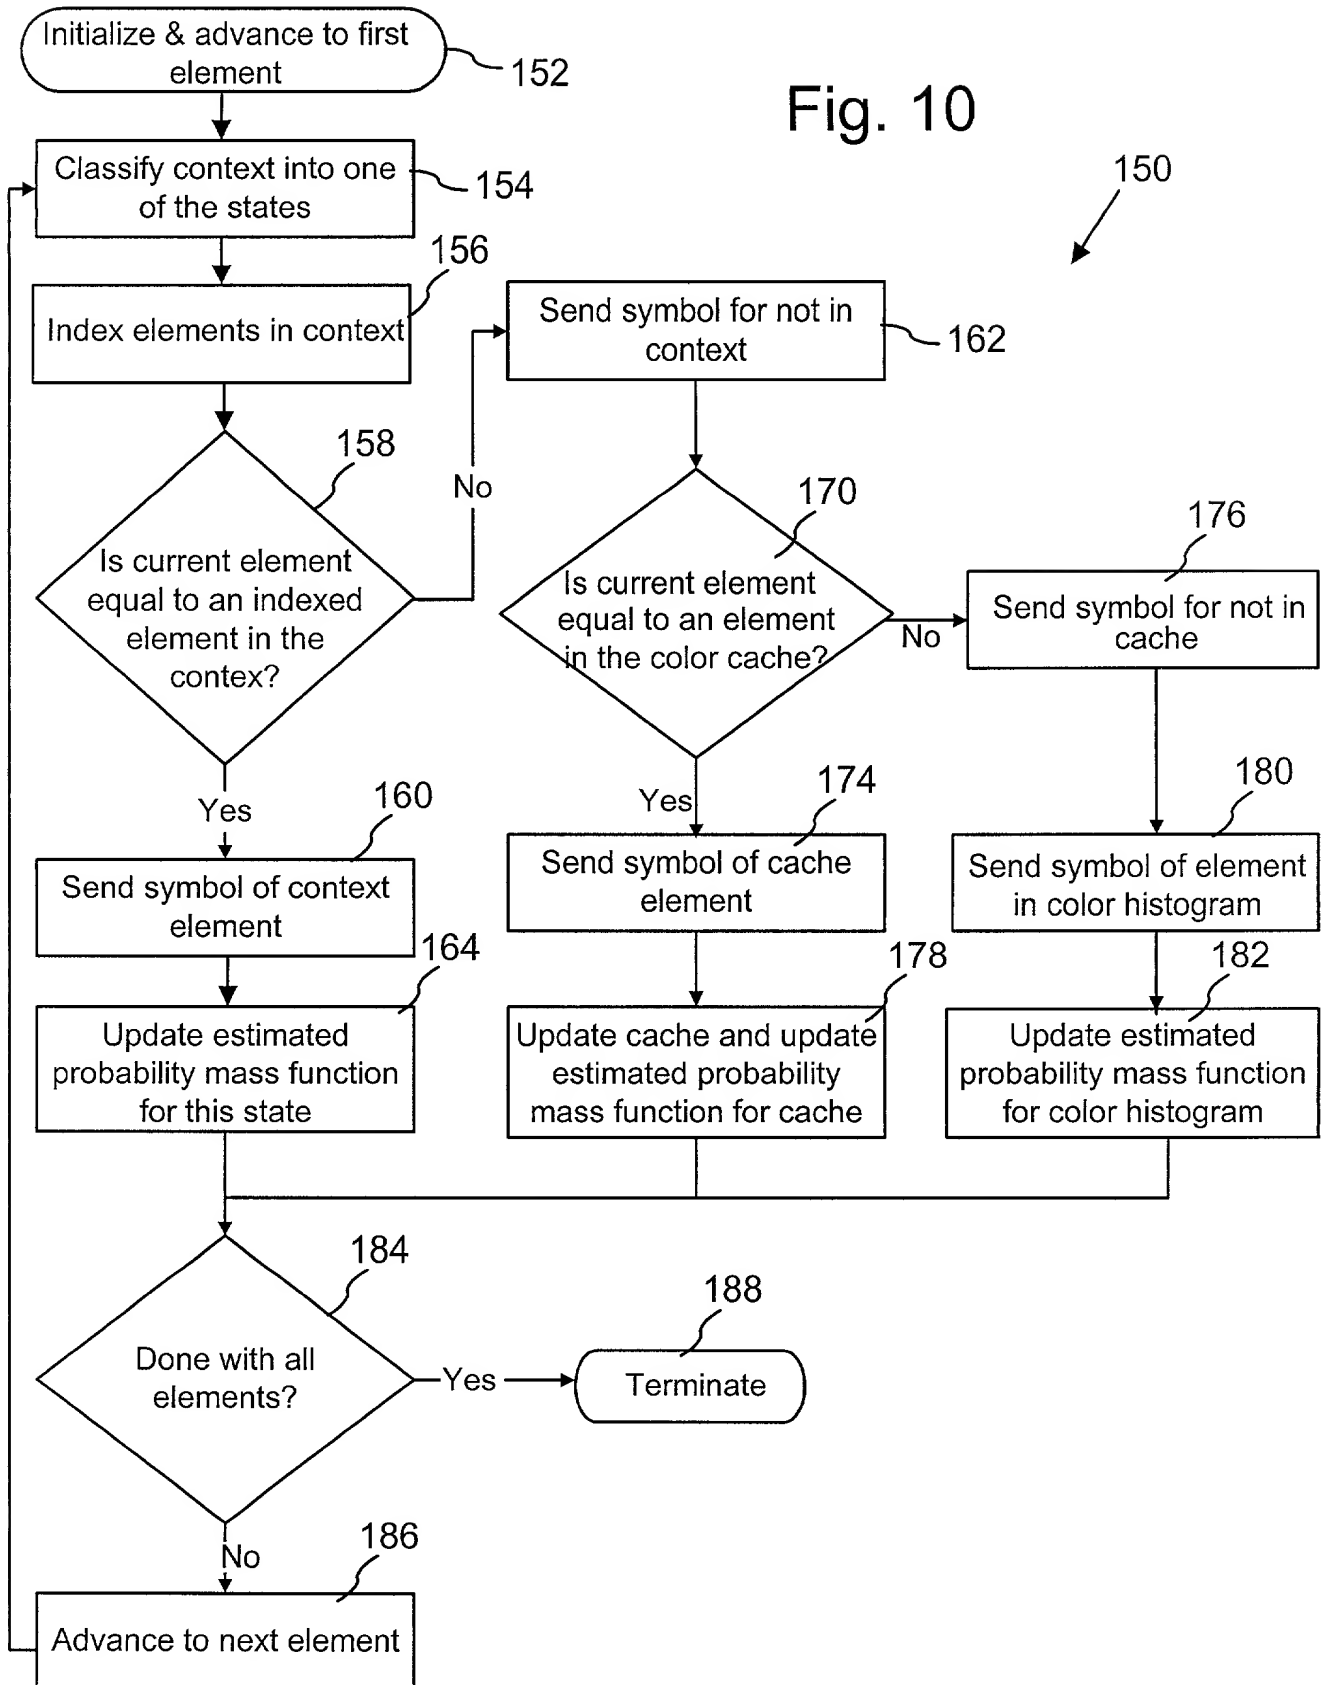 Initialize & advance to first
element
152
Fig. 10
150
Classify context into one
of the states
154
156
Index elements in context
Send symbol for not in
context
162
158
No
Is current element
equal to an indexed
element in the
contex?
170
Is current element
equal to an element
in the color cache?
No
176
Send symbol for not in
cache
Yes
160
Send symbol of context
element
Yes
174
Send symbol of cache
element
180
Send symbol of element
in color histogram
164
Update estimated
probability mass function
for this state
178
Update cache and update
estimated probability
mass function for cache
182
Update estimated
probability mass function
for color histogram
184
Done with all
elements?
Yes
188
Terminate
No
186
Advance to next element